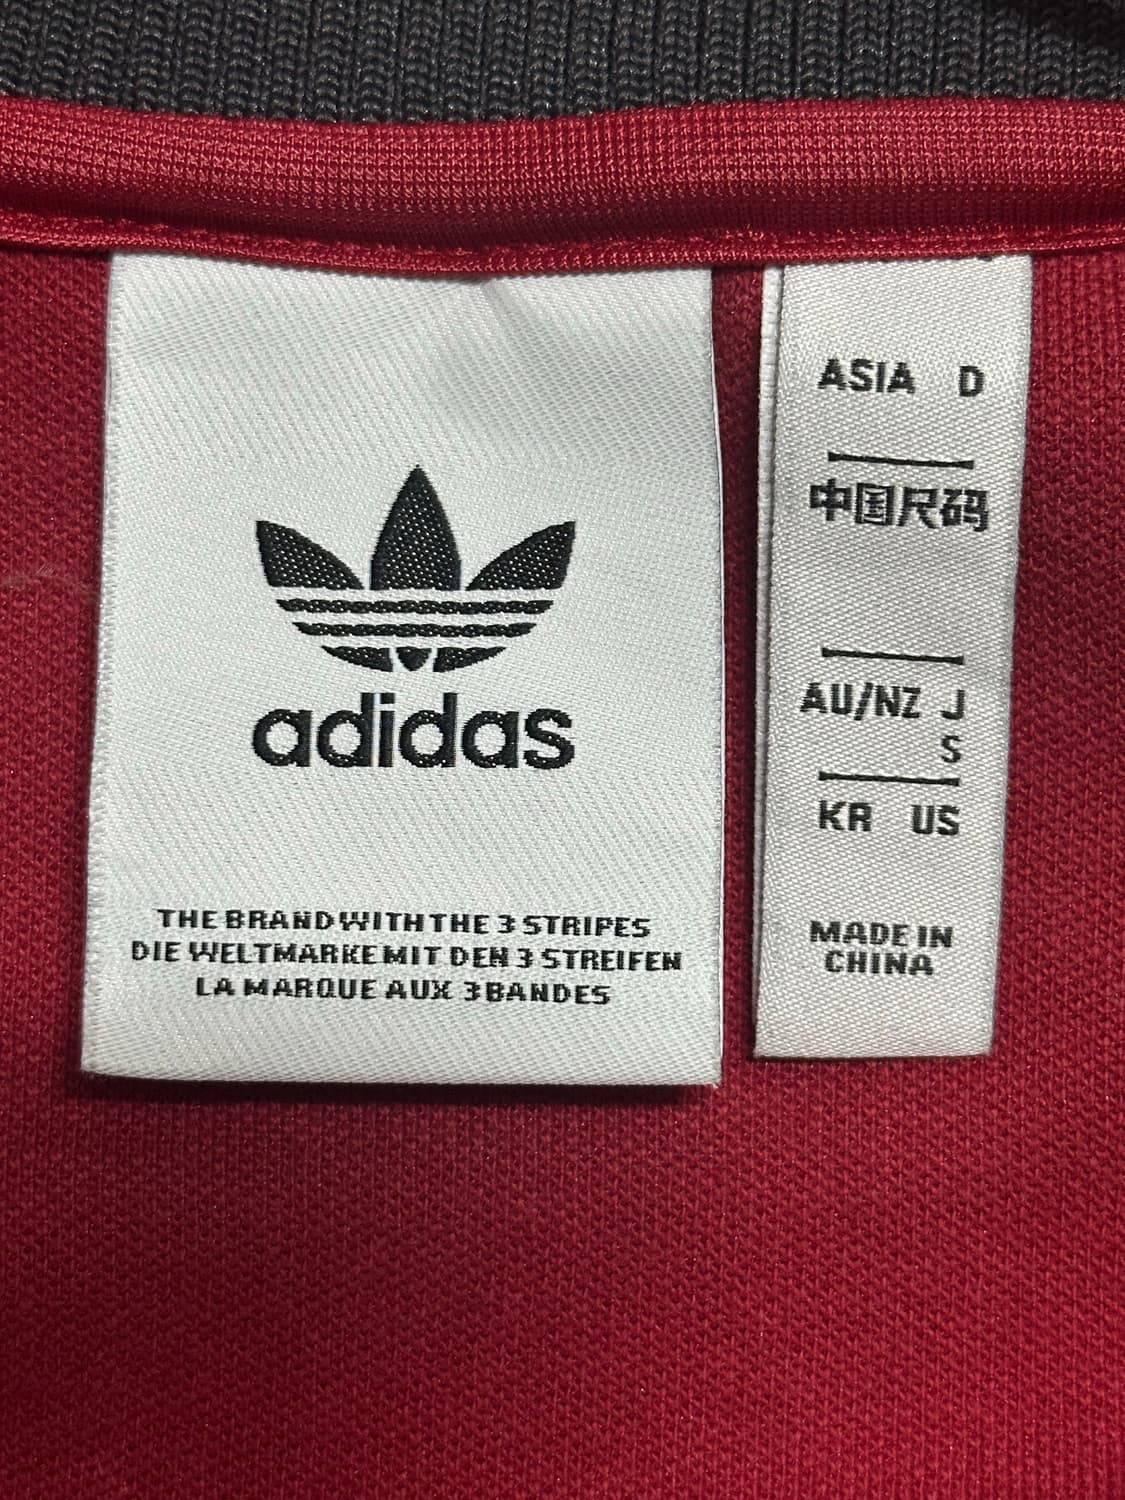 adidas
THE BRAND WITH THE 3 STRIPES
DIE WELTMARKE MIT DEN 3 STREIFEN
LA MARQUE AUX 3 BANDES
ASIA D
中国尺码
AU/NZ J
S
KR US
MADE IN
CHINA